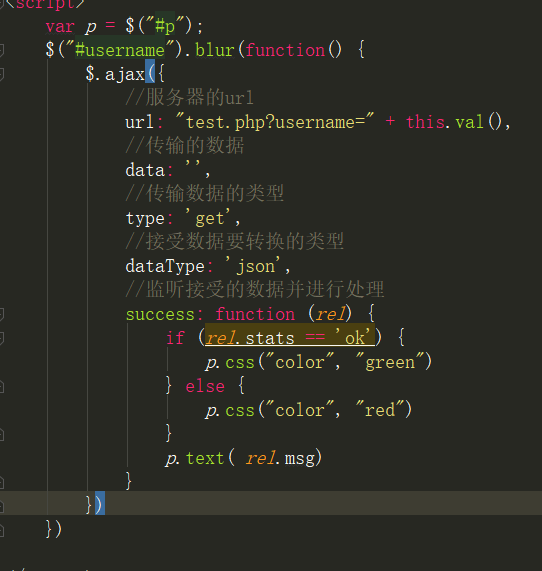 <script>
var p = $("#p");
$("#username").blur(function() {
$.ajax({
//服务器的url
url: "test.php?username=" + this.val(),
//传输的数据
data: '',
//传输数据的类型
type: 'get',
//接受数据要转换的类型
dataType: 'json',
//监听接受的数据并进行处理
success: function (rel) {
if (rel.stats == 'ok') {
p.css("color", "green")
} else {
p.css("color", "red")
}
p.text( rel.msg)
}
})
})